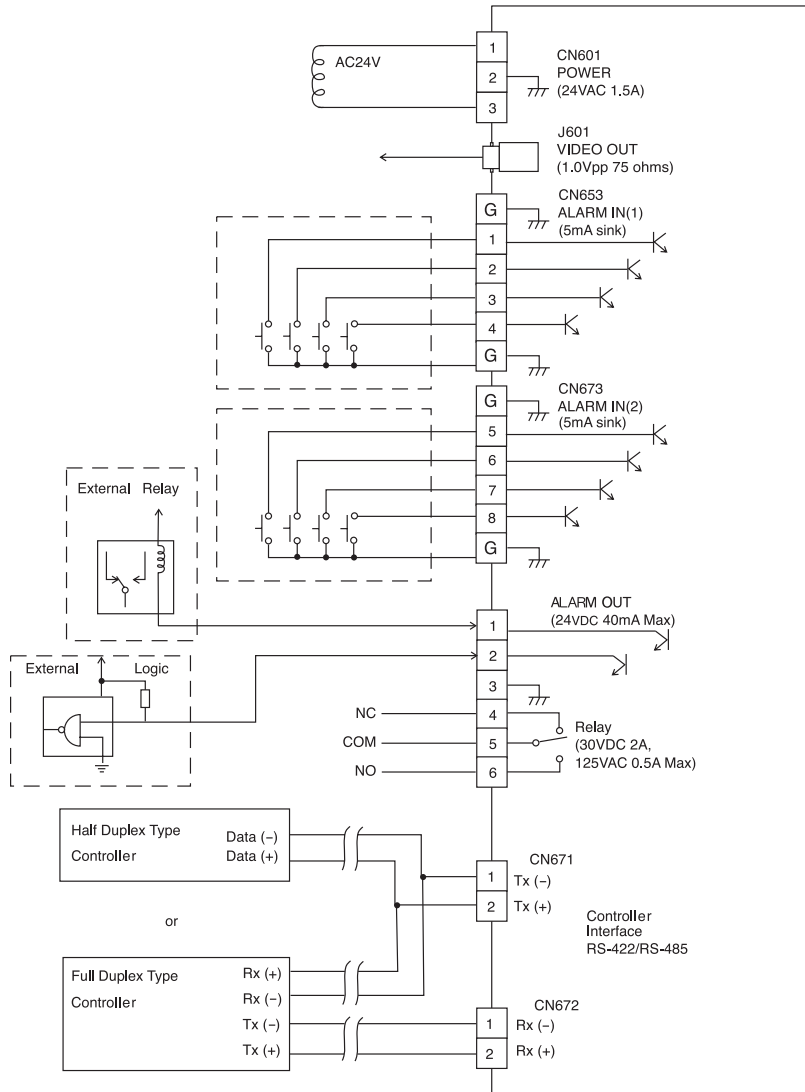 AC24V
1
2
3
CN601
POWER
(24VAC 1.5A)
J601
VIDEO OUT
(1.0Vpp 75 ohms)
G
1
2
3
4
G
CN653
ALARM IN(1)
(5mA sink)
G
5
6
7
8
G
CN673
ALARM IN(2)
(5mA sink)
External Relay
External Logic
1
2
3
4
5
6
ALARM OUT
(24VDC 40mA Max)
NC
COM
NO
Relay
(30VDC 2A,
125VAC 0.5A Max)
Half Duplex Type
Controller
Data (−)
Data (+)
or
Full Duplex Type
Controller
Rx (+)
Rx (−)
Tx (−)
Tx (+)
CN671
1 Tx (−)
2 Tx (+)
Controller
Interface
RS-422/RS-485
CN672
1 Rx (−)
2 Rx (+)